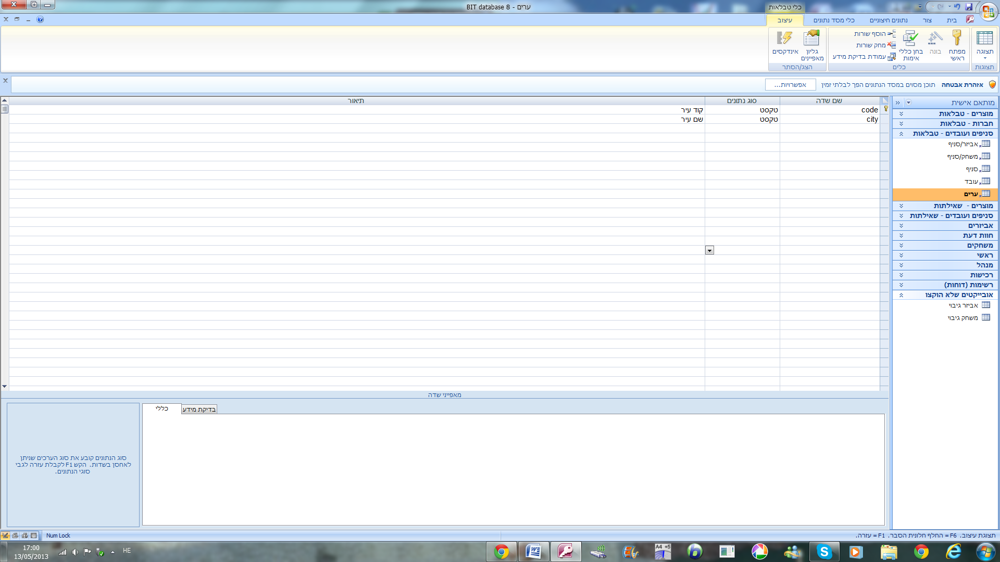 ערים - BIT database 8
כלי טבלאות
בית
צור
נתונים חיצוניים
כלי מסד נתונים
עיצוב
תצוגה
תצוגות
מפתח ראשי
בונה
בחן כללי אימות
הוסף שורות
מחק שורות
עמודת בדיקת מידע
כלים
גליון מאפיינים
אינדקסים
הצג/הסתר
אזהרת אבטחה
תוכן מסוים במסד הנתונים הפך לבלתי זמין
אפשרויות...
מותאם אישית
מוצרים - טבלאות
חברות - טבלאות
סניפים ועובדים - טבלאות
אביזר/סניף
משחק/סניף
סניף
עובד
ערים
מוצרים - שאילתות
סניפים ועובדים - שאילתות
אביזרים
חוות דעת
משחקים
ראשי
מנהל
רכישות
רשימות (דוחות)
אובייקטים שלא הוקצו
אביזר גיבוי
משחק גיבוי
שם שדה סוג נתונים תיאור
code טקסט קוד עיר
city טקסט שם עיר
מאפייני שדה
כללי
בדיקת מידע
סוג הנתונים קובע את סוג הערכים שניתן
לאחסן בשדות. הקש F1 לקבלת עזרה לגבי
סוגי הנתונים.
תצוגת עיצוב. F6 = החלף חלונית הסבר. F1 = עזרה.
Num Lock
A4 +5
HE
17:00
13/05/2013